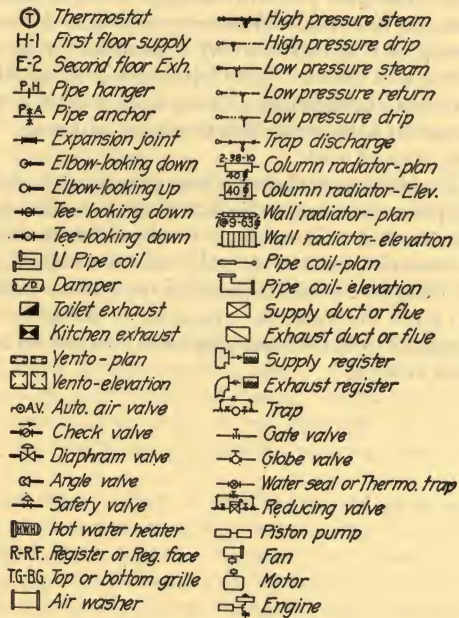 T Thermostat
H-1 First floor supply
E-2 Second floor Exh.
P H Pipe hanger
P A Pipe anchor
Expansion joint
Elbow-looking down
Elbow-looking up
Tee-looking down
Tee-looking down
U Pipe coil
D Damper
Toilet exhaust
Kitchen exhaust
Vento-plan
Vento-elevation
A.V. Auto. air valve
Check valve
Diaphram valve
Angle valve
Safety valve
H.W.H. Hot water heater
R-R.F. Register or Reg. face
T.G-B.G. Top or bottom grille
Air washer
High pressure steam
High pressure drip
Low pressure steam
Low pressure return
Low pressure drip
Trap discharge
2-38-10
40 Column radiator-plan
40 Column radiator-Elev.
Wall radiator-plan
Wall radiator-elevation
Pipe coil-plan
Pipe coil-elevation
Supply duct or flue
Exhaust duct or flue
Supply register
Exhaust register
Trap
Gate valve
Globe valve
Water seal or Thermo. trap
Reducing valve
Piston pump
Fan
Motor
Engine